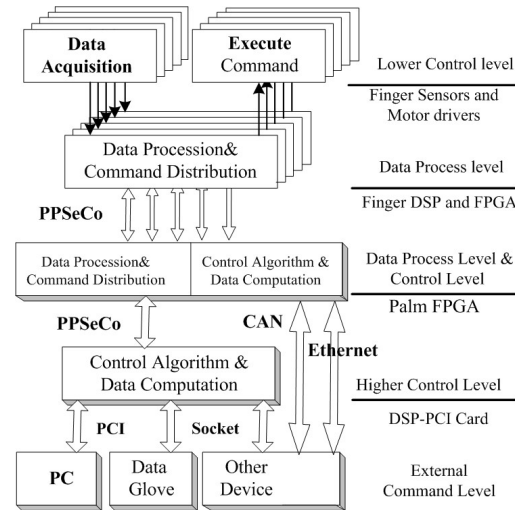 Data
Acquisition
Execute
Command
Lower Control level
Finger Sensors and
Motor drivers
Data Procession&
Command Distribution
Data Process level
PPSeCo
Finger DSP and FPGA
Data Procession&
Command Distribution
Control Algorithm &
Data Computation
Data Process Level &
Control Level
PPSeCo
CAN
Palm FPGA
Ethernet
Control Algorithm &
Data Computation
Higher Control Level
PCI
Socket
DSP-PCI Card
PC
Data
Glove
Other
Device
External
Command Level